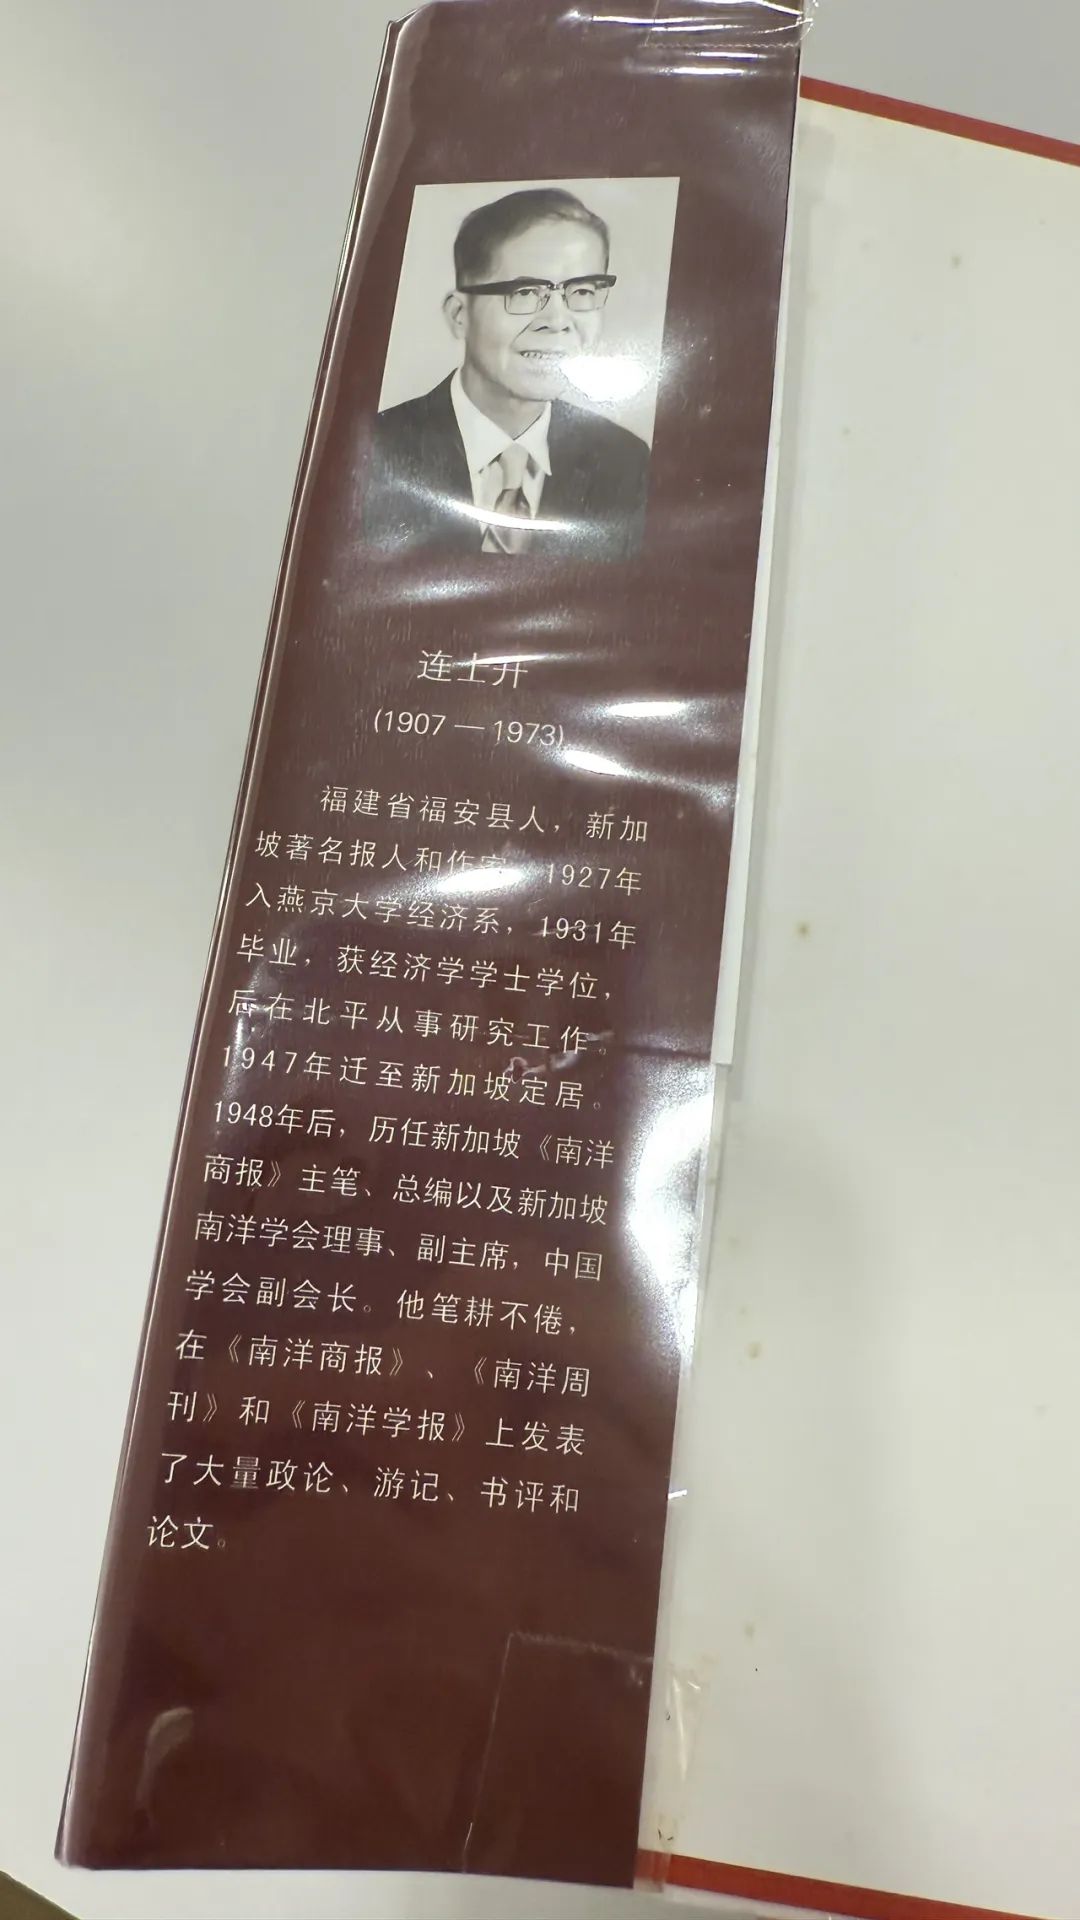 连士升
(1907 — 1973)
福建省福安县人，新加
坡著名报人和作家。1927年
入燕京大学经济系，1931年
毕业，获经济学学士学位，
后在北平从事研究工作。
1947年迁至新加坡定居。
1948年后，历任新加坡《南洋
商报》主笔、总编以及新加坡
南洋学会理事、副主席，中国
学会副会长。他笔耕不倦，
在《南洋商报》、《南洋周
刊》和《南洋学报》上发表
了大量政论、游记、书评和
论文。